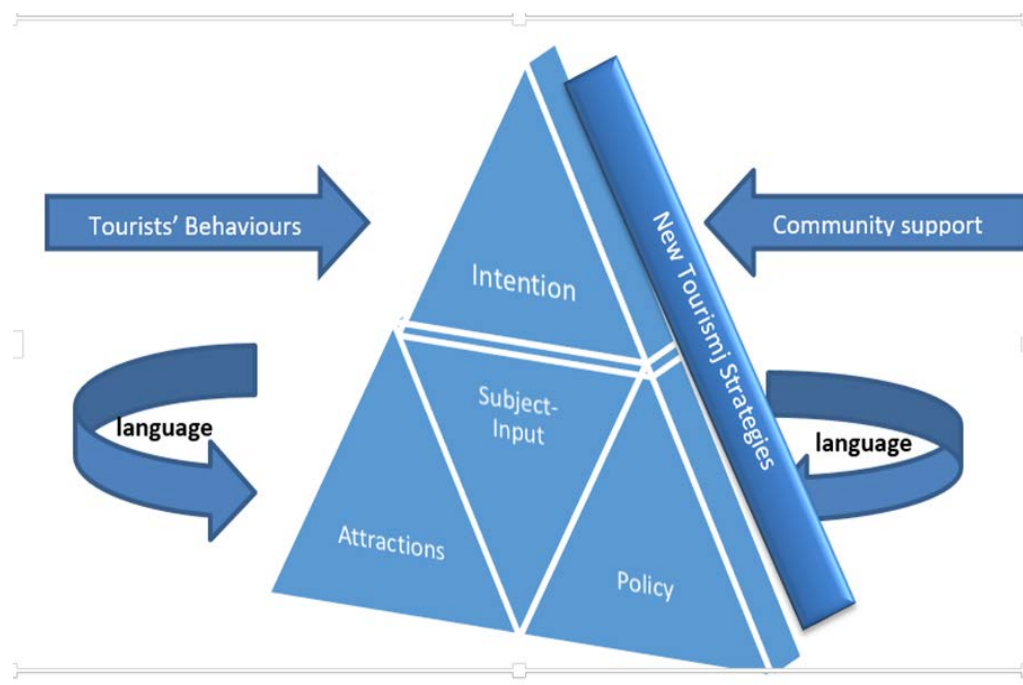 Tourists' Behaviours
Community support
Intention
New Tourismj Strategies
Subject-
Input
language
language
Attractions
Policy